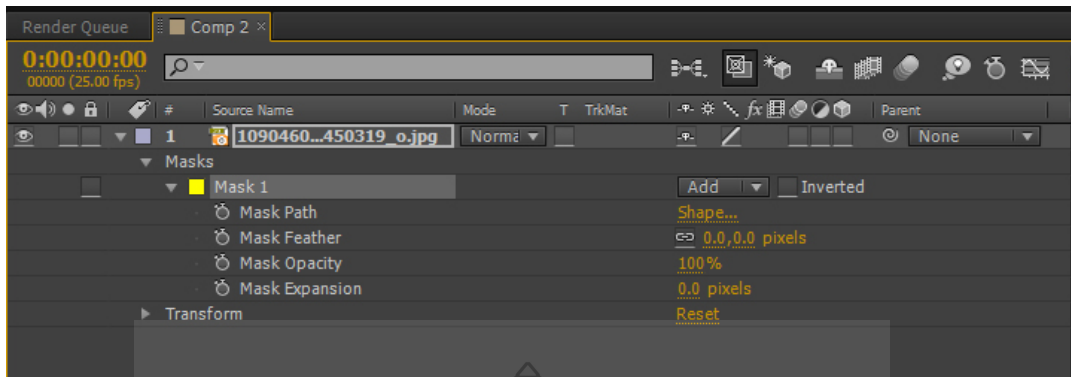 Render Queue Comp 2 ×
0:00:00:00
00000 (25.00 fps)
# Source Name Mode T TrkMat fx Parent
1 1090460...450319_o.jpg Norma None
Masks
Mask 1 Add Inverted
Mask Path Shape...
Mask Feather 0.0,0.0 pixels
Mask Opacity 100%
Mask Expansion 0.0 pixels
Transform Reset